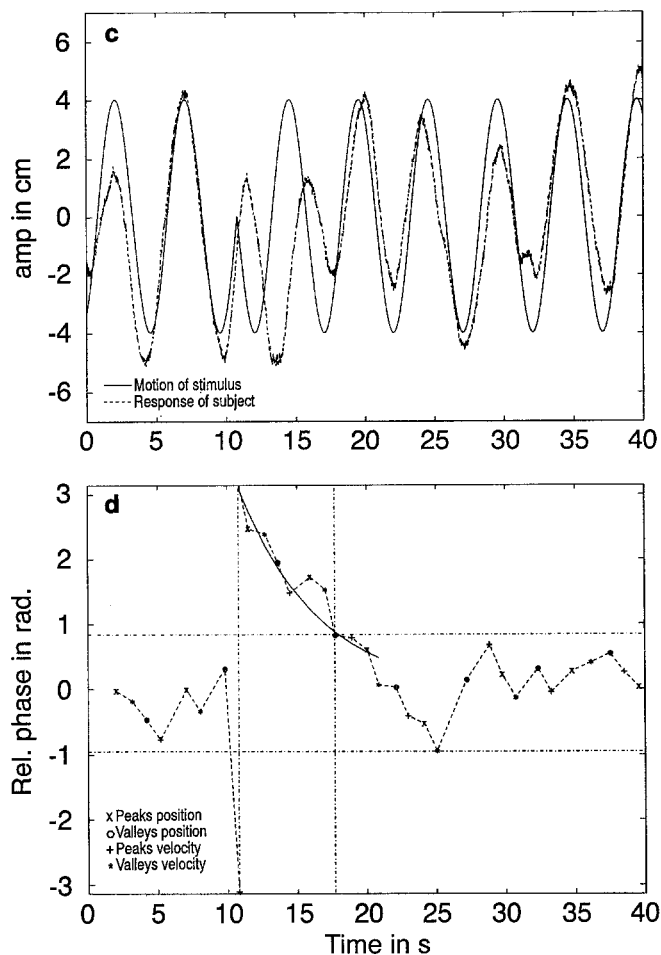 c
6
4
2
0
-2
-4
-6
amp in cm
Motion of stimulus
Response of subject
0 5 10 15 20 25 30 35 40
d
3
2
1
0
-1
-2
-3
Rel. phase in rad.
x Peaks position
o Valleys position
+ Peaks velocity
* Valleys velocity
0 5 10 15 20 25 30 35 40
Time in s